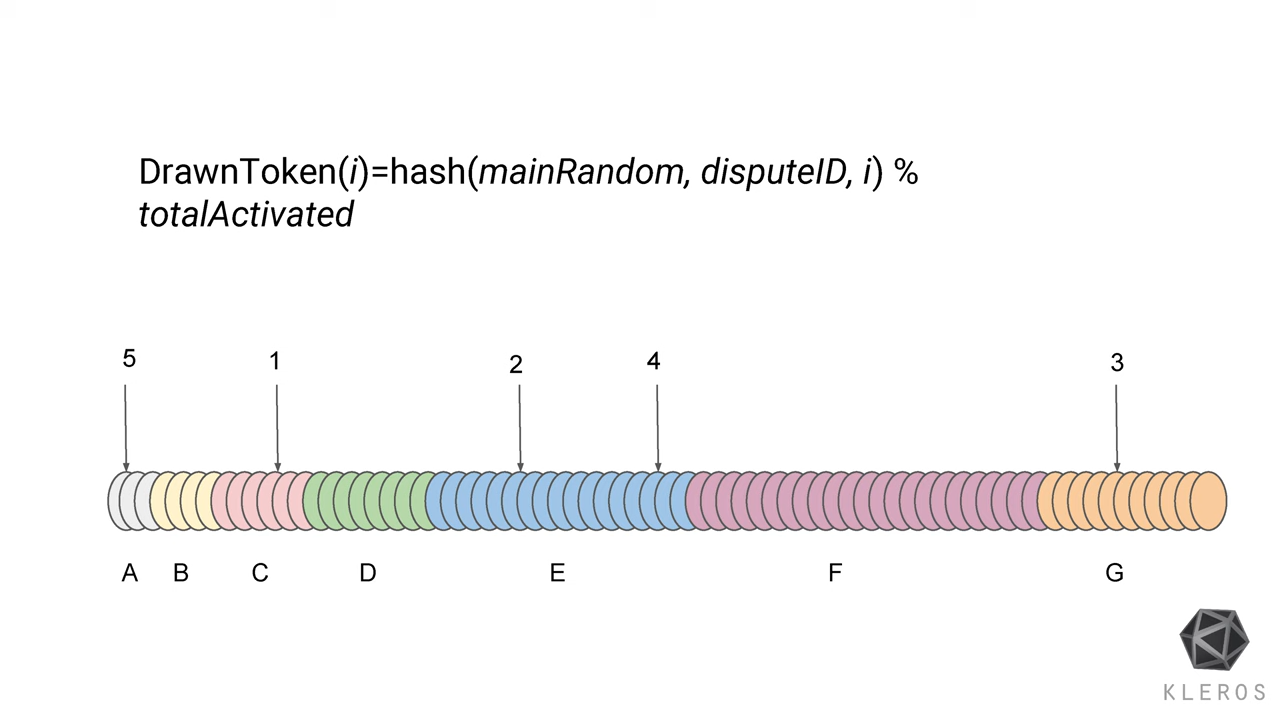 DrawnToken(i)=hash(mainRandom, disputeID, i) %
totalActivated
5 1 2 4 3
A B C D E F G
KLEROS